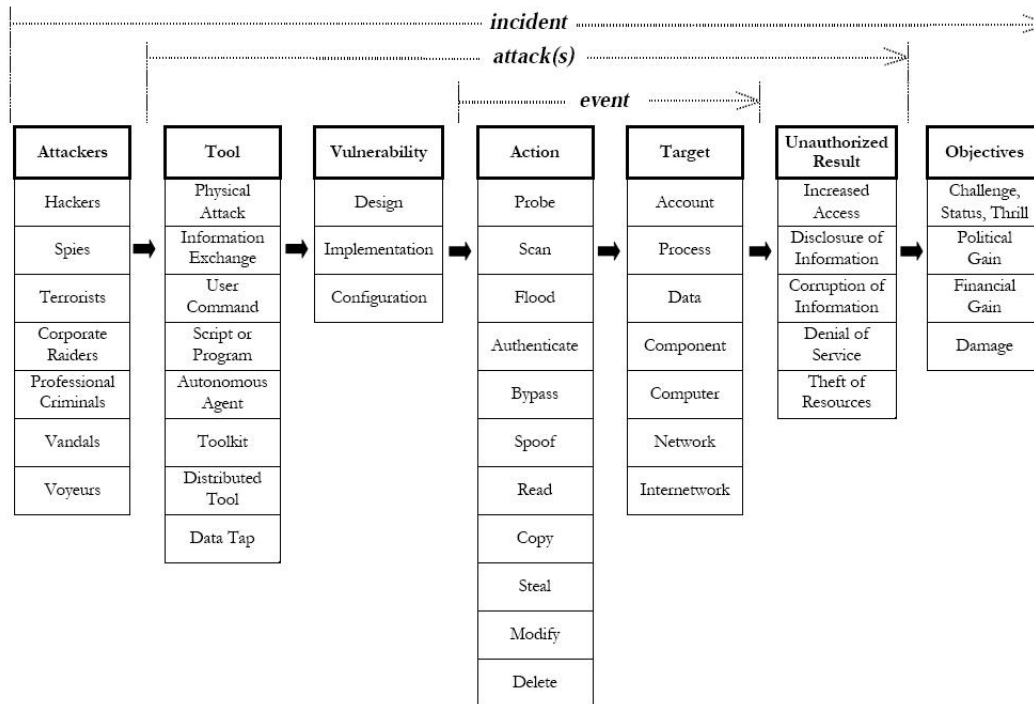 incident
attack(s)
event
Attackers
Hackers
Spies
Terrorists
Corporate
Raiders
Professional
Criminals
Vandals
Voyeurs
Tool
Physical
Attack
Information
Exchange
User
Command
Script or
Program
Autonomous
Agent
Toolkit
Distributed
Tool
Data Tap
Vulnerability
Design
Implementation
Configuration
Action
Probe
Scan
Flood
Authenticate
Bypass
Spoof
Read
Copy
Steal
Modify
Delete
Target
Account
Process
Data
Component
Computer
Network
Internetwork
Unauthorized
Result
Increased
Access
Disclosure of
Information
Corruption of
Information
Denial of
Service
Theft of
Resources
Objectives
Challenge,
Status, Thrill
Political
Gain
Financial
Gain
Damage